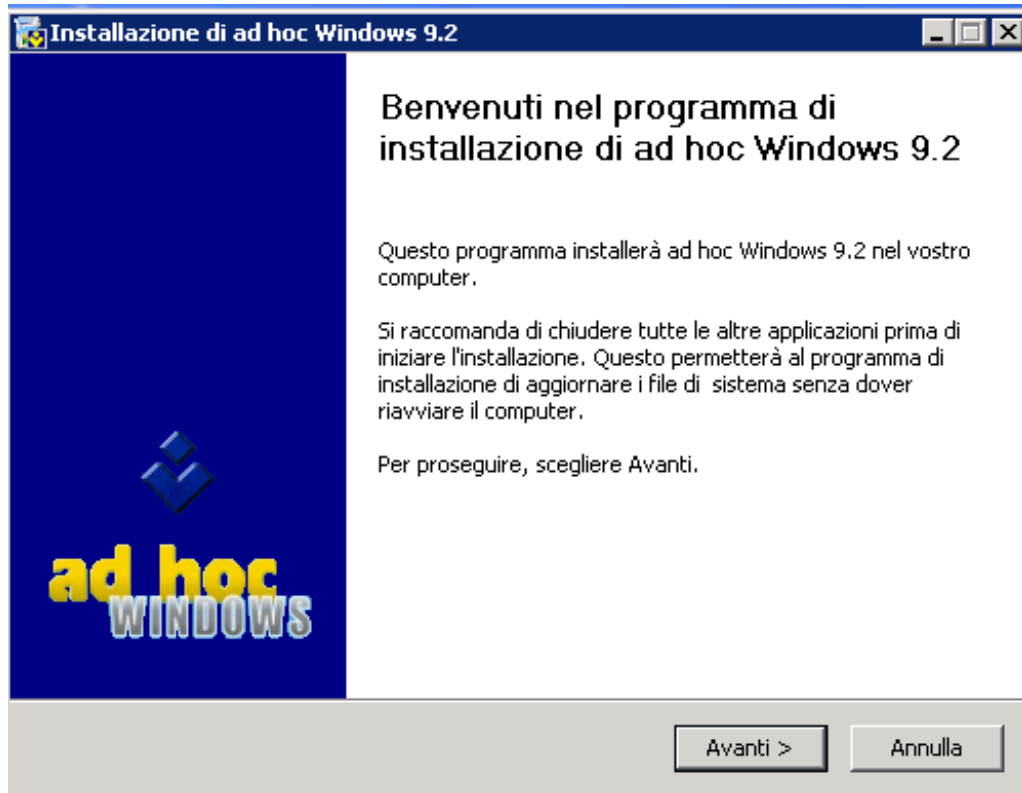 Installazione di ad hoc Windows 9.2
Benvenuti nel programma di
installazione di ad hoc Windows 9.2
Questo programma installerà ad hoc Windows 9.2 nel vostro
computer.
Si raccomanda di chiudere tutte le altre applicazioni prima di
iniziare l'installazione. Questo permetterà al programma di
installazione di aggiornare i file di  sistema senza dover
riavviare il computer.
Per proseguire, scegliere Avanti.
ad hoc
WINDOWS
Avanti >
Annulla